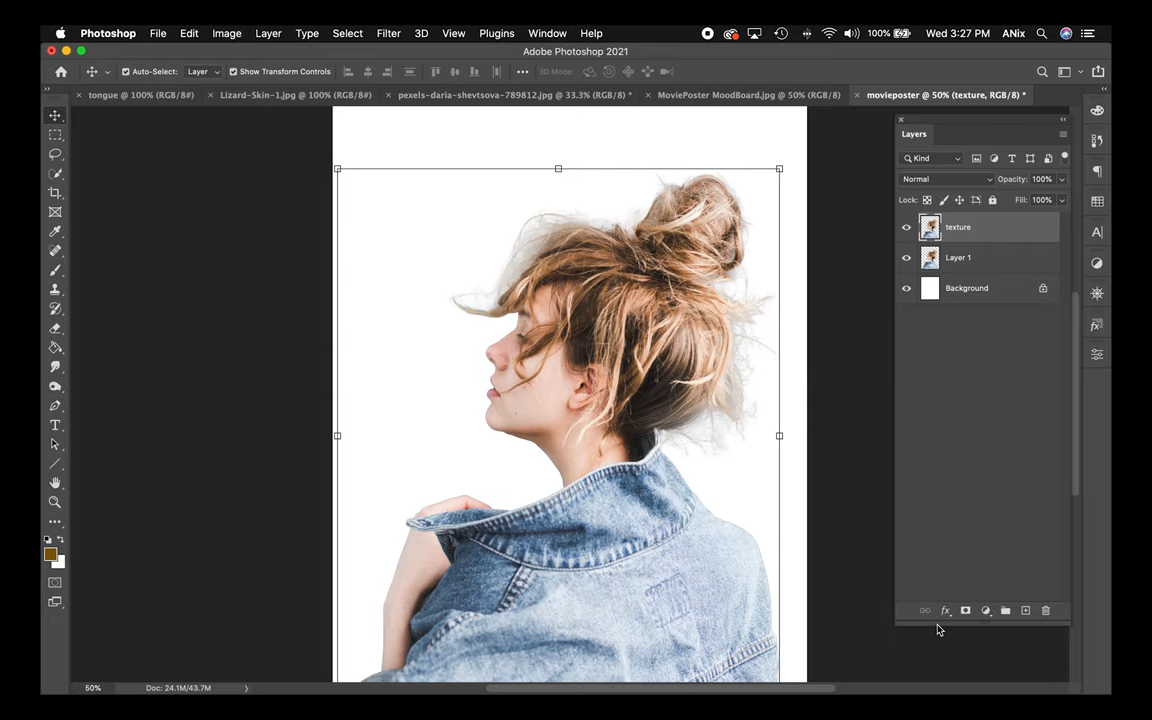 Photoshop File Edit Image Layer Type Select Filter 3D View Plugins Window Help 100% Wed 3:27 PM ANix
Adobe Photoshop 2021
Auto-Select: Layer Show Transform Controls 3D Mode:
tongue @ 100% (RGB/8#) Lizard-Skin-1.jpg @ 100% (RGB/8#) pexels-daria-shevtsova-789812.jpg @ 33.3% (RGB/8) * MoviePoster MoodBoard.jpg @ 50% (RGB/8) movieposter @ 50% (texture, RGB/8) *
Layers
Kind
Normal Opacity: 100%
Lock: Fill: 100%
texture
Layer 1
Background
fx
50% Doc: 24.1M/43.7M